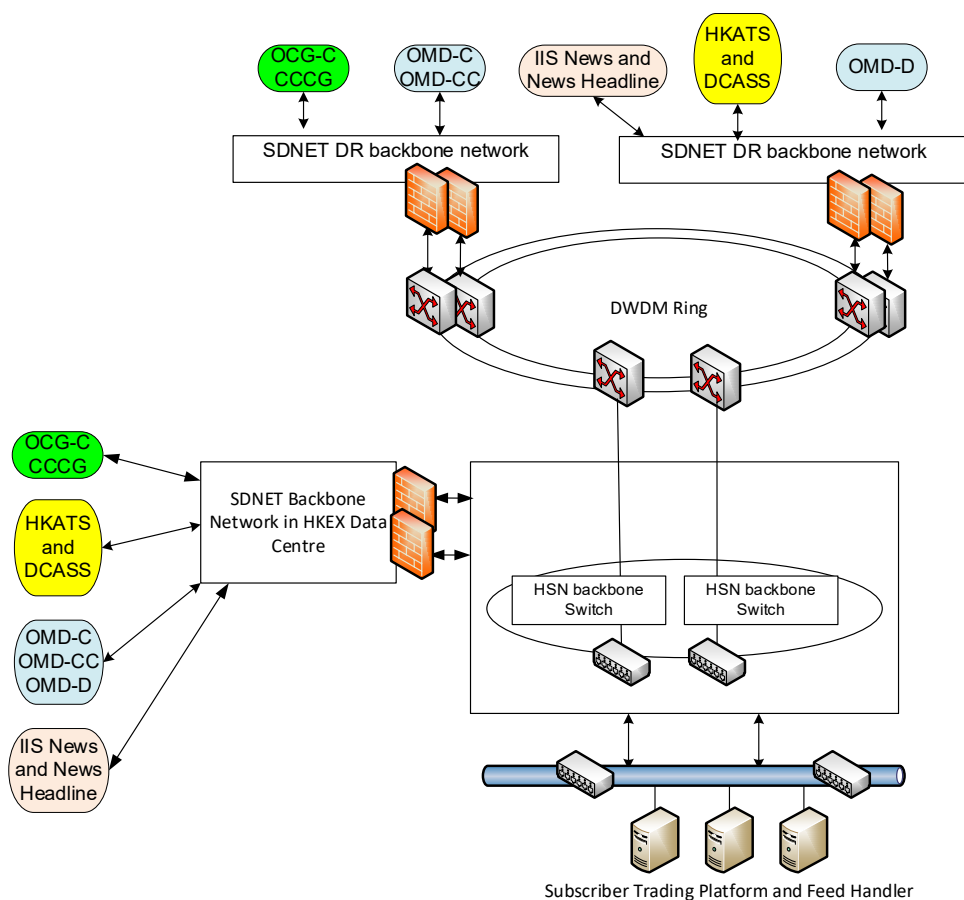 OCG-C
CCCG
OMD-C
OMD-CC
IIS News and
News Headline
HKATS
and
DCASS
OMD-D
SDNET DR backbone network
SDNET DR backbone network
DWDM Ring
OCG-C
CCCG
HKATS
and
DCASS
OMD-C
OMD-CC
OMD-D
IIS News
and News
Headline
SDNET Backbone
Network in HKEX Data
Centre
HSN backbone
Switch
HSN backbone
Switch
Subscriber Trading Platform and Feed Handler